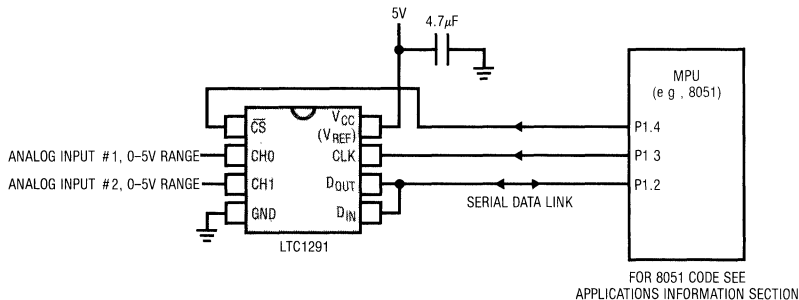 5V
4.7µF
MPU
(e g , 8051)
CS
VCC
(VREF)
P1.4
ANALOG INPUT #1, 0–5V RANGE
CH0
CLK
P1 3
ANALOG INPUT #2, 0–5V RANGE
CH1
DOUT
P1.2
SERIAL DATA LINK
GND
DIN
LTC1291
FOR 8051 CODE SEE
APPLICATIONS INFORMATION SECTION